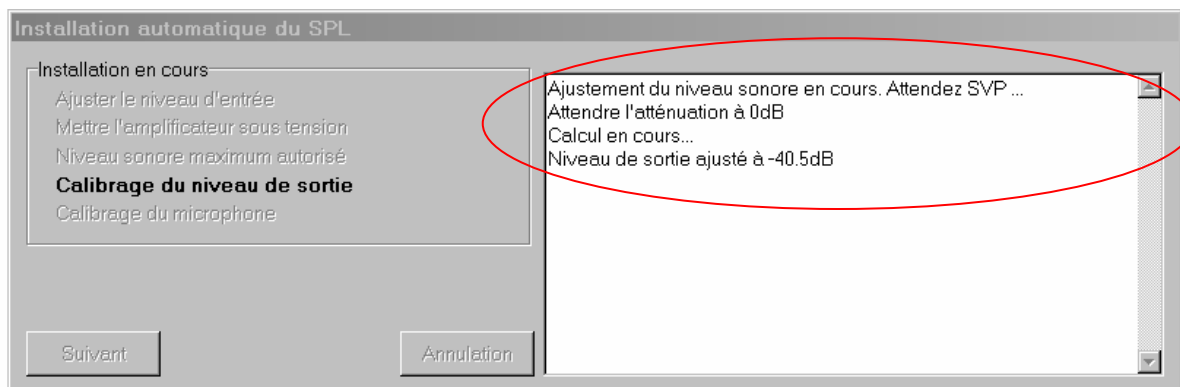 Installation automatique du SPL
Installation en cours
Ajuster le niveau d'entrée
Mettre l'amplificateur sous tension
Niveau sonore maximum autorisé
Calibrage du niveau de sortie
Calibrage du microphone
Suivant
Annulation
Ajustement du niveau sonore en cours. Attendez SVP ...
Attendre l'atténuation à 0dB
Calcul en cours...
Niveau de sortie ajusté à -40.5dB